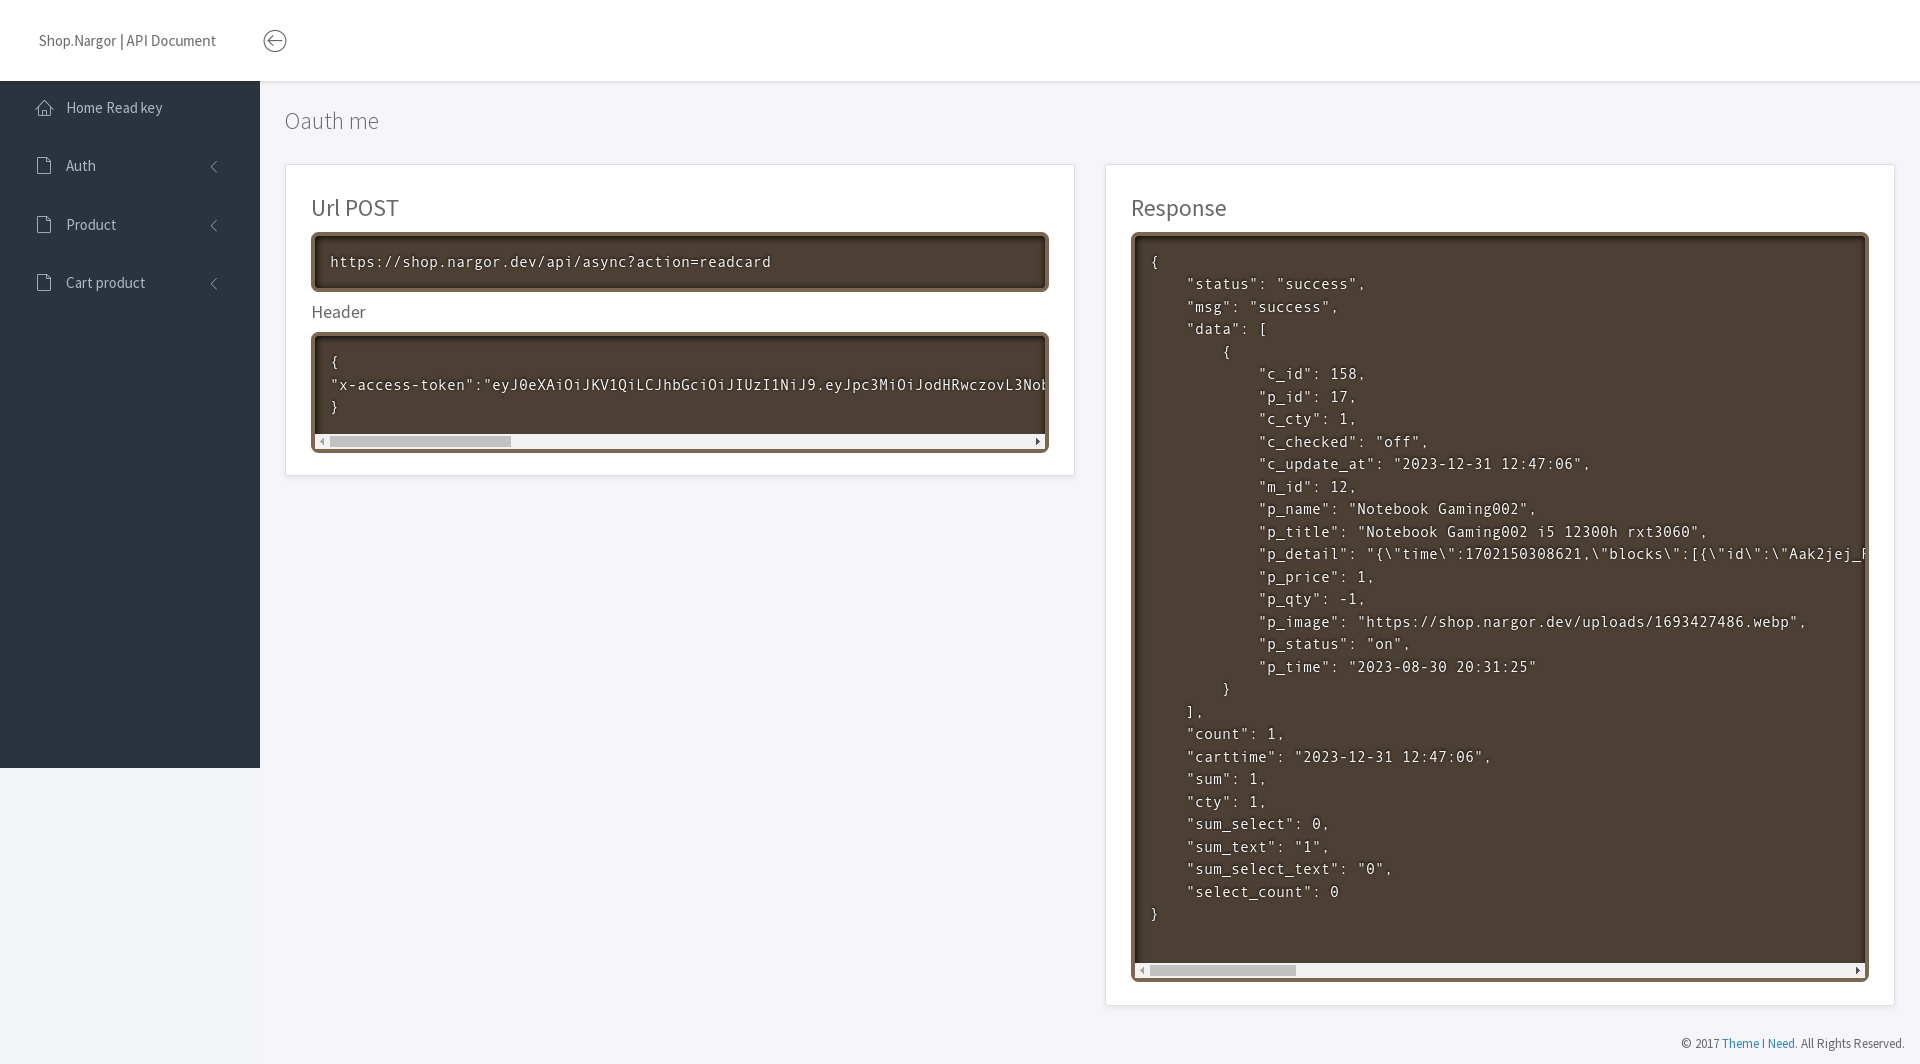 Shop.Nargor | API Document
Home Read key
Auth
Product
Cart product
Oauth me
Url POST
https://shop.nargor.dev/api/async?action=readcard
Header
{
"x-access-token":"eyJ0eXAiOiJKV1QiLCJhbGciOiJIUzI1NiJ9.eyJpc3MiOiJodHRwczovL3Nob
}
Response
{
    "status": "success",
    "msg": "success",
    "data": [
        {
            "c_id": 158,
            "p_id": 17,
            "c_cty": 1,
            "c_checked": "off",
            "c_update_at": "2023-12-31 12:47:06",
            "m_id": 12,
            "p_name": "Notebook Gaming002",
            "p_title": "Notebook Gaming002 i5 12300h rxt3060",
            "p_detail": "{\"time\":1702150308621,\"blocks\":[{\"id\":\"Aak2jej_F
            "p_price": 1,
            "p_qty": -1,
            "p_image": "https://shop.nargor.dev/uploads/1693427486.webp",
            "p_status": "on",
            "p_time": "2023-08-30 20:31:25"
        }
    ],
    "count": 1,
    "carttime": "2023-12-31 12:47:06",
    "sum": 1,
    "cty": 1,
    "sum_select": 0,
    "sum_text": "1",
    "sum_select_text": "0",
    "select_count": 0
}
© 2017 Theme I Need. All Rights Reserved.